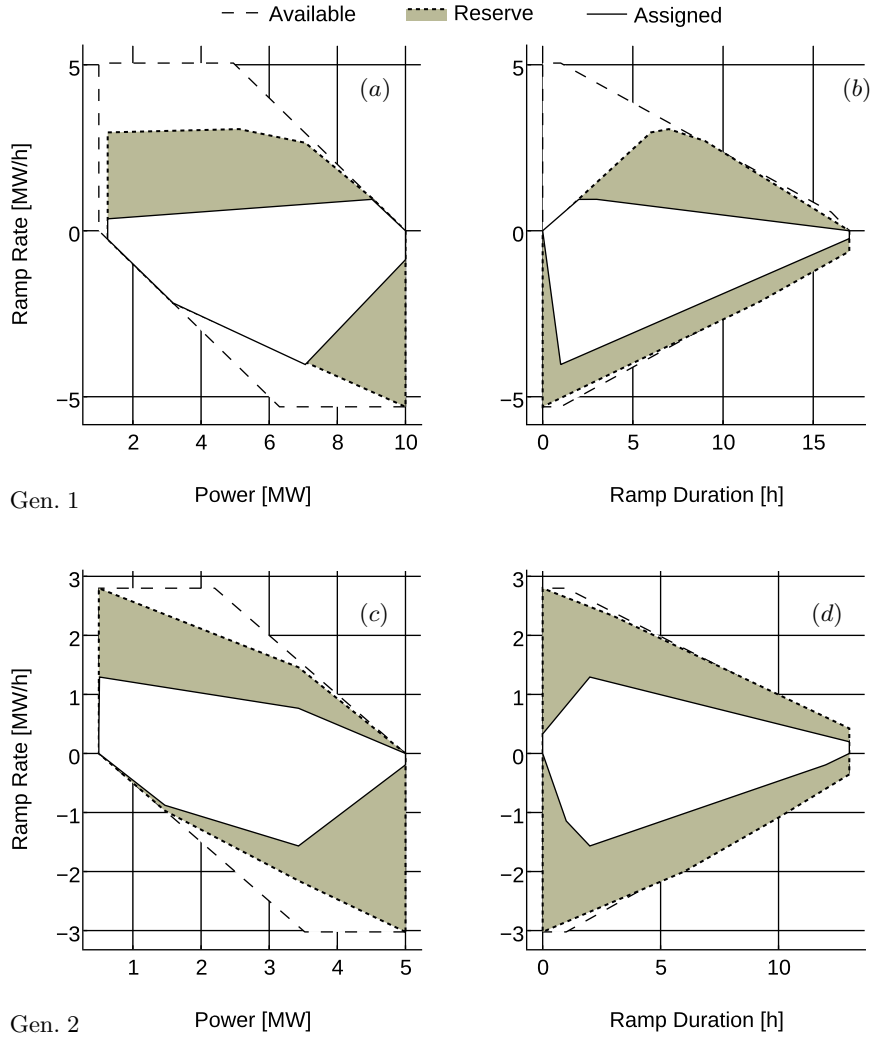 Available Reserve Assigned
(a) (b)
Ramp Rate [MW/h]
5 0 −5
2 4 6 8 10
Power [MW]
5 0 −5
0 5 10 15
Ramp Duration [h]
Gen. 1
(c) (d)
Ramp Rate [MW/h]
3 2 1 0 −1 −2 −3
1 2 3 4 5
Power [MW]
3 2 1 0 −1 −2 −3
0 5 10
Ramp Duration [h]
Gen. 2